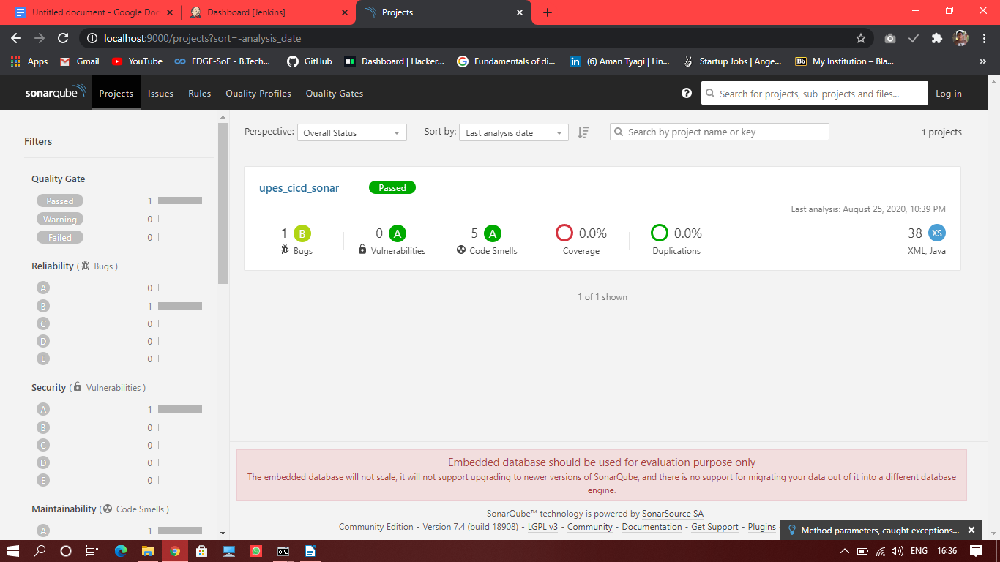 Untitled document - Google Doc
Dashboard [Jenkins]
Projects
localhost:9000/projects?sort=-analysis_date
Apps
Gmail
YouTube
EDGE-SoE - B.Tech...
GitHub
Dashboard | Hacker...
Fundamentals of di...
(6) Aman Tyagi | Lin...
Startup Jobs | Ange...
Bb My Institution – Bla...
»
sonarqube
Projects
Issues
Rules
Quality Profiles
Quality Gates
Search for projects, sub-projects and files...
Log in
Filters
Quality Gate
Passed 1
Warning 0
Failed 0
Reliability ( Bugs )
A 0
B 1
C 0
D 0
E 0
Security ( Vulnerabilities )
A 1
B 0
C 0
D 0
E 0
Maintainability ( Code Smells )
A 1
Perspective: Overall Status
Sort by: Last analysis date
Search by project name or key
1 projects
upes_cicd_sonar
Passed
Last analysis: August 25, 2020, 10:39 PM
1 B
Bugs
0 A
Vulnerabilities
5 A
Code Smells
0.0%
Coverage
0.0%
Duplications
38 XS
XML, Java
1 of 1 shown
Embedded database should be used for evaluation purpose only
The embedded database will not scale, it will not support upgrading to newer versions of SonarQube, and there is no support for migrating your data out of it into a different database
engine.
SonarQube™ technology is powered by SonarSource SA
Community Edition - Version 7.4 (build 18908) - LGPL v3 - Community - Documentation - Get Support - Plugins -
Method parameters, caught exceptions...
ENG
16:36